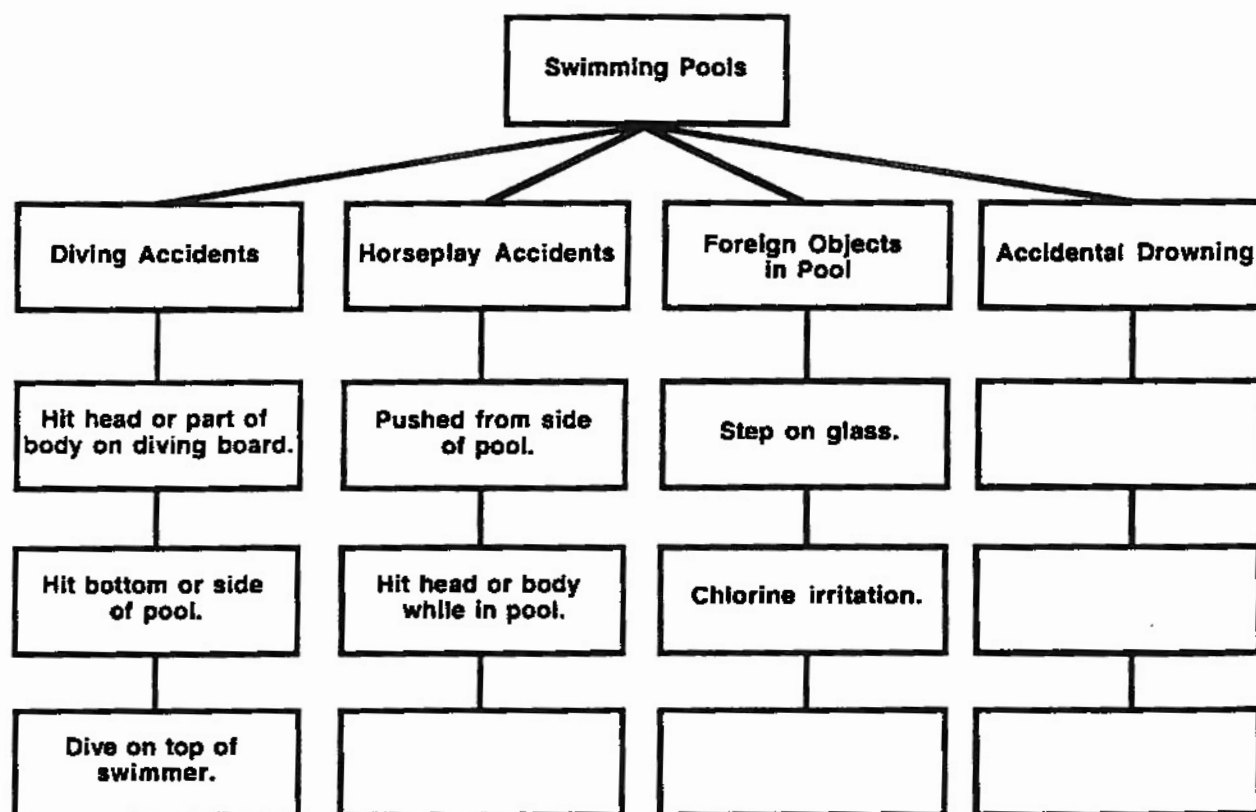 Swimming Pools
Diving Accidents
Horseplay Accidents
Foreign Objects
in Pool
Accidental Drowning
Hit head or part of
body on diving board.
Pushed from side
of pool.
Step on glass.
Hit bottom or side
of pool.
Hit head or body
while in pool.
Chlorine irritation.
Dive on top of
swimmer.